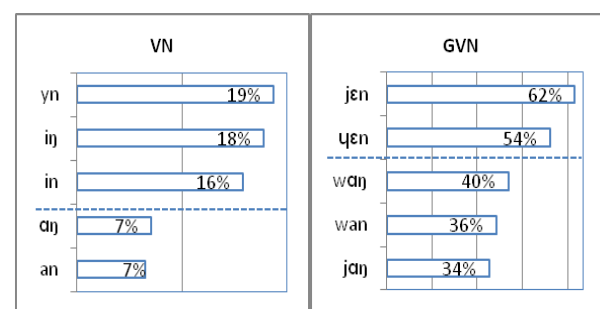 VN
yn 19%
iŋ 18%
in 16%
ɑŋ 7%
an 7%
GVN
jɛn 62%
ɥɛn 54%
wɑŋ 40%
wan 36%
jɑŋ 34%